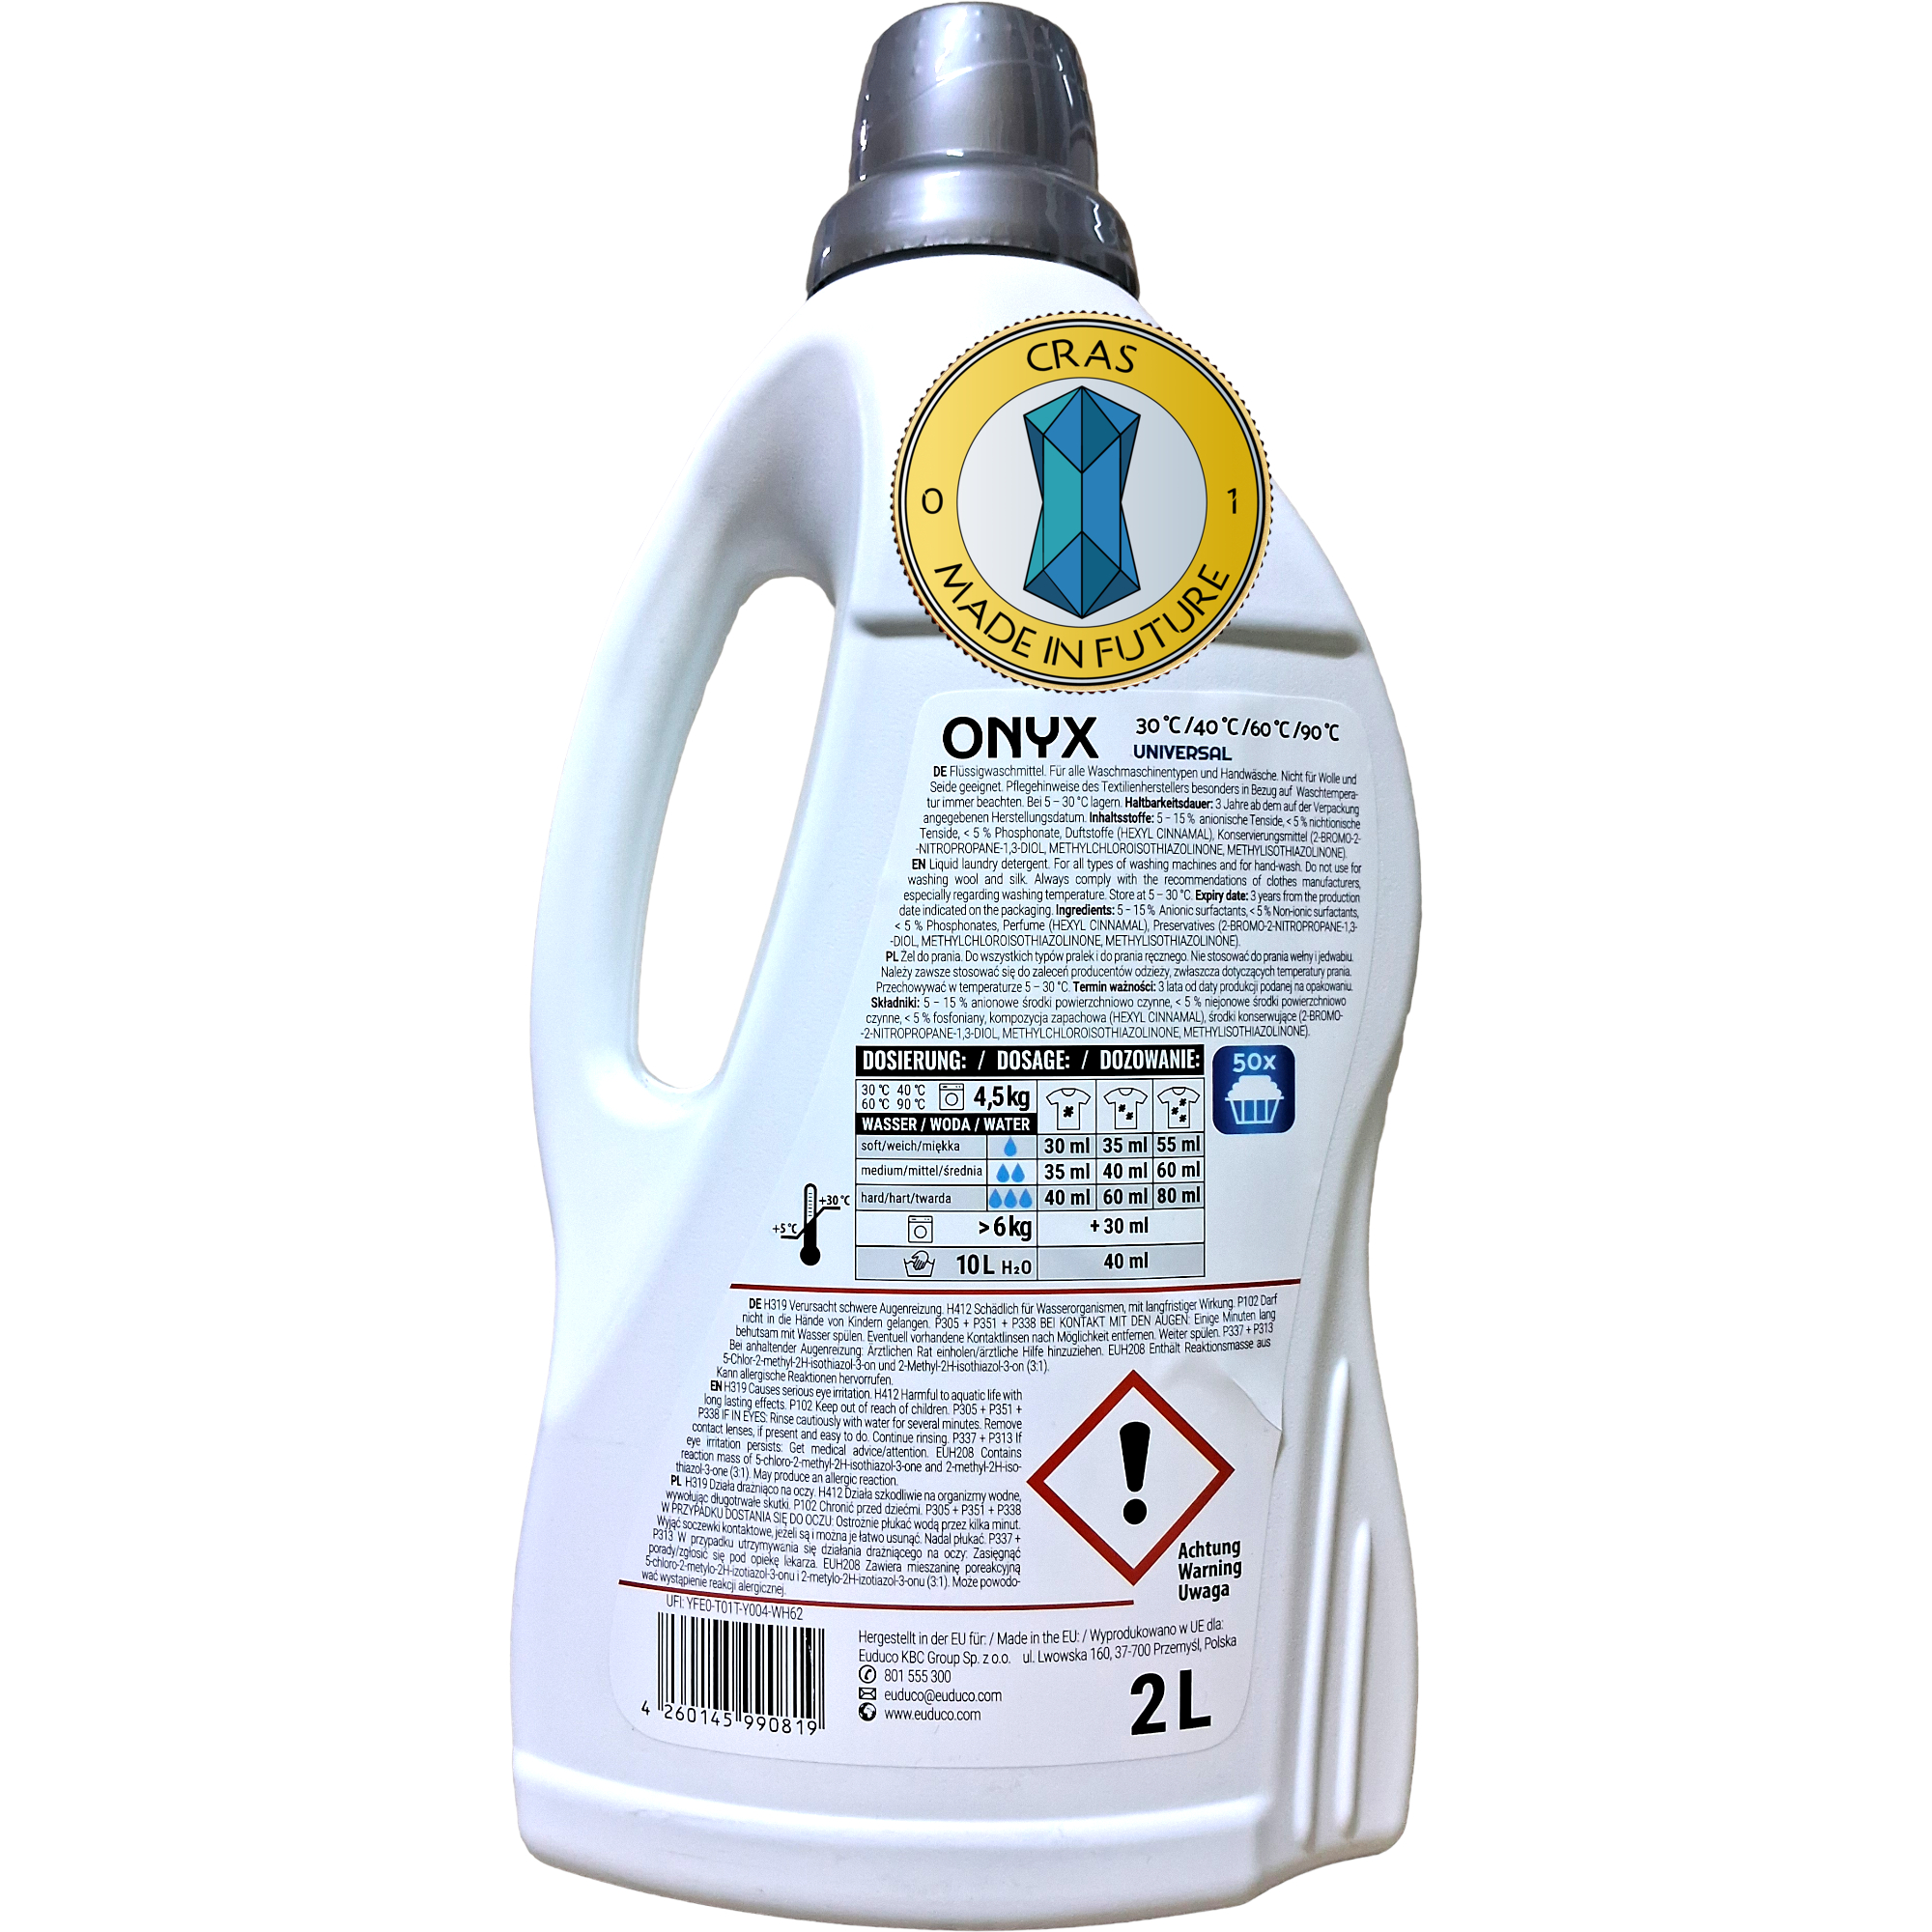 CRAS
0 1
MADE IN FUTURE
ONYX 30 °C /40 °C /60 °C /90 °C
UNIVERSAL
DE Flüssigwaschmittel. Für alle Waschmaschinentypen und Handwäsche. Nicht für Wolle und
Seide geeignet. Pflegehinweise des Textilienherstellers besonders in Bezug auf Waschtempera-
tur immer beachten. Bei 5 – 30 °C lagern. Haltbarkeitsdauer: 3 Jahre ab dem auf der Verpackung
angegebenen Herstellungsdatum. Inhaltsstoffe: 5 - 15 % anionische Tenside, < 5 % nichtionische
Tenside, < 5 % Phosphonate, Duftstoffe (HEXYL CINNAMAL), Konservierungsmittel (2-BROMO-2-
-NITROPROPANE-1,3-DIOL, METHYLCHLOROISOTHIAZOLINONE, METHYLISOTHIAZOLINONE).
EN Liquid laundry detergent. For all types of washing machines and for hand-wash. Do not use for
washing wool and silk. Always comply with the recommendations of clothes manufacturers,
especially regarding washing temperature. Store at 5 – 30 °C. Expiry date: 3 years from the production
date indicated on the packaging. Ingredients: 5 - 15 % Anionic surfactants, < 5 % Non-ionic surfactants,
< 5 % Phosphonates, Perfume (HEXYL CINNAMAL), Preservatives (2-BROMO-2-NITROPROPANE-1,3-
-DIOL, METHYLCHLOROISOTHIAZOLINONE, METHYLISOTHIAZOLINONE).
PL Żel do prania. Do wszystkich typów pralek i do prania ręcznego. Nie stosować do prania wełny i jedwabiu.
Należy zawsze stosować się do zaleceń producentów odzieży, zwłaszcza dotyczących temperatury prania.
Przechowywać w temperaturze 5 – 30 °C. Termin ważności: 3 lata od daty produkcji podanej na opakowaniu.
Składniki: 5 – 15 % anionowe środki powierzchniowo czynne, < 5 % niejonowe środki powierzchniowo
czynne, < 5 % fosfoniany, kompozycja zapachowa (HEXYL CINNAMAL), środki konserwujące (2-BROMO-
-2-NITROPROPANE-1,3-DIOL, METHYLCHLOROISOTHIAZOLINONE, METHYLISOTHIAZOLINONE).
DOSIERUNG: / DOSAGE: / DOZOWANIE: 50x
30 °C 40 °C
60 °C 90 °C 4,5 kg
WASSER / WODA / WATER
soft/weich/miękka 30 ml 35 ml 55 ml
medium/mittel/średnia 35 ml 40 ml 60 ml
hard/hart/twarda 40 ml 60 ml 80 ml
> 6 kg + 30 ml
10 L H₂O 40 ml
+30 °C
+5 °C
DE H319 Verursacht schwere Augenreizung. H412 Schädlich für Wasserorganismen, mit langfristiger Wirkung. P102 Darf
nicht in die Hände von Kindern gelangen. P305 + P351 + P338 BEI KONTAKT MIT DEN AUGEN: Einige Minuten lang
behutsam mit Wasser spülen. Eventuell vorhandene Kontaktlinsen nach Möglichkeit entfernen. Weiter spülen. P337 + P313
Bei anhaltender Augenreizung: Ärztlichen Rat einholen/ärztliche Hilfe hinzuziehen. EUH208 Enthält Reaktionsmasse aus
5-Chlor-2-methyl-2H-isothiazol-3-on und 2-Methyl-2H-isothiazol-3-on (3:1).
Kann allergische Reaktionen hervorrufen.
EN H319 Causes serious eye irritation. H412 Harmful to aquatic life with
long lasting effects. P102 Keep out of reach of children. P305 + P351 +
P338 IF IN EYES: Rinse cautiously with water for several minutes. Remove
contact lenses, if present and easy to do. Continue rinsing. P337 + P313 If
eye irritation persists: Get medical advice/attention. EUH208 Contains
reaction mass of 5-chloro-2-methyl-2H-isothiazol-3-one and 2-methyl-2H-iso-
thiazol-3-one (3:1). May produce an allergic reaction.
PL H319 Działa drażniąco na oczy. H412 Działa szkodliwie na organizmy wodne,
wywołując długotrwałe skutki. P102 Chronić przed dziećmi. P305 + P351 + P338
W PRZYPADKU DOSTANIA SIĘ DO OCZU: Ostrożnie płukać wodą przez kilka minut.
Wyjąć soczewki kontaktowe, jeżeli są i można je łatwo usunąć. Nadal płukać. P337 +
P313 W przypadku utrzymywania się działania drażniącego na oczy: Zasięgnąć
porady/zgłosić się pod opiekę lekarza. EUH208 Zawiera mieszaninę poreakcyjną
5-chloro-2-metylo-2H-izotiazol-3-onu i 2-metylo-2H-izotiazol-3-onu (3:1). Może powodo-
wać wystąpienie reakcji alergicznej.
Achtung
Warning
Uwaga
UFI: YFE0-T01T-Y004-WH62
4 260145 990819
Hergestellt in der EU für: / Made in the EU: / Wyprodukowano w UE dla:
Euduco KBC Group Sp. z o.o. ul. Lwowska 160, 37-700 Przemyśl, Polska
801 555 300
euduco@euduco.com
www.euduco.com
2 L